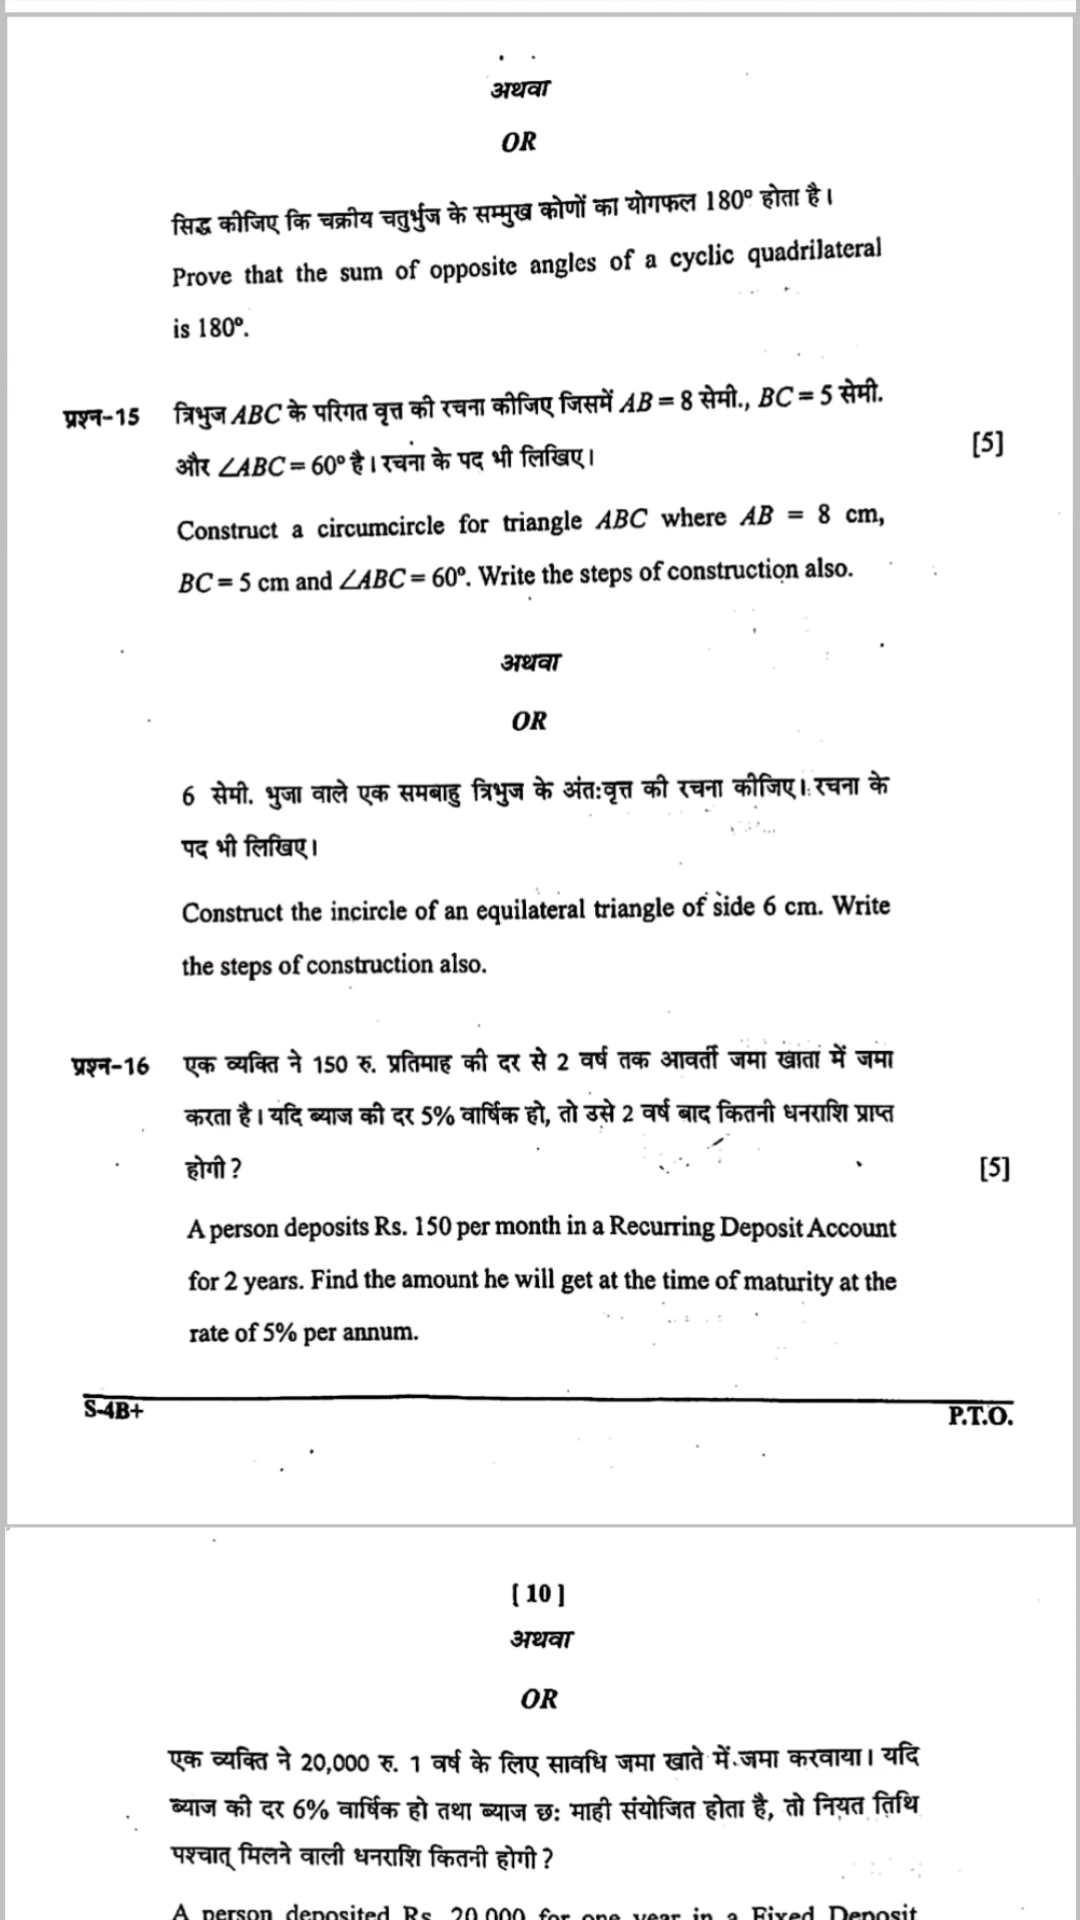 अथवा
OR
सिद्ध कीजिए कि चक्रीय चतुर्भुज के सम्मुख कोणों का योगफल 180° होता है।
Prove that the sum of opposite angles of a cyclic quadrilateral
is 180°.
प्रश्न-15 त्रिभुज ABC के परिगत वृत्त की रचना कीजिए जिसमें AB = 8 सेमी., BC = 5 सेमी.
और ∠ABC = 60° है। रचना के पद भी लिखिए। [5]
Construct a circumcircle for triangle ABC where AB = 8 cm,
BC = 5 cm and ∠ABC = 60°. Write the steps of construction also.
अथवा
OR
6 सेमी. भुजा वाले एक समबाहु त्रिभुज के अंत:वृत्त की रचना कीजिए। रचना के
पद भी लिखिए।
Construct the incircle of an equilateral triangle of side 6 cm. Write
the steps of construction also.
प्रश्न-16 एक व्यक्ति ने 150 रु. प्रतिमाह की दर से 2 वर्ष तक आवर्ती जमा खाता में जमा
करता है। यदि ब्याज की दर 5% वार्षिक हो, तो उसे 2 वर्ष बाद कितनी धनराशि प्राप्त
होगी ? [5]
A person deposits Rs. 150 per month in a Recurring Deposit Account
for 2 years. Find the amount he will get at the time of maturity at the
rate of 5% per annum.
S-4B+ P.T.O.
[ 10 ]
अथवा
OR
एक व्यक्ति ने 20,000 रु. 1 वर्ष के लिए सावधि जमा खाते में जमा करवाया। यदि
ब्याज की दर 6% वार्षिक हो तथा ब्याज छ: माही संयोजित होता है, तो नियत तिथि
पश्चात् मिलने वाली धनराशि कितनी होगी ?
A person deposited Rs. 20,000 for one year in a Fixed Deposit